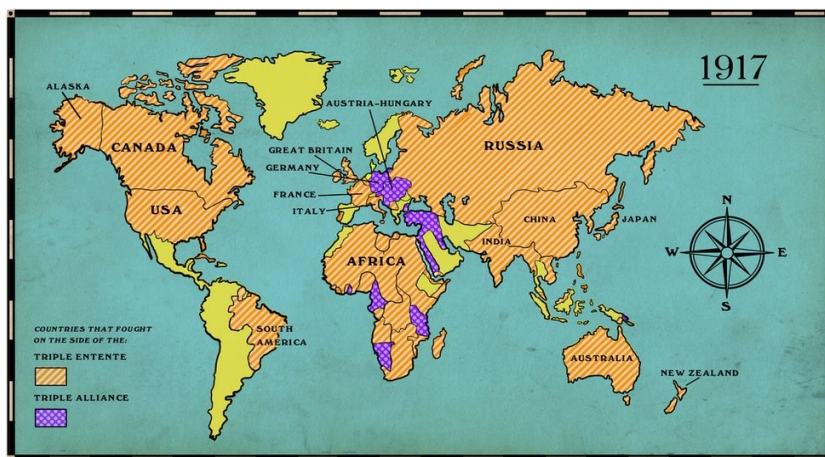 1917
ALASKA
AUSTRIA-HUNGARY
CANADA
GREAT BRITAIN
RUSSIA
GERMANY
FRANCE
USA
ITALY
CHINA
JAPAN
INDIA
N
W
E
S
AFRICA
COUNTRIES THAT FOUGHT
ON THE SIDE OF THE:
TRIPLE ENTENTE
TRIPLE ALLIANCE
SOUTH
AMERICA
AUSTRALIA
NEW ZEALAND